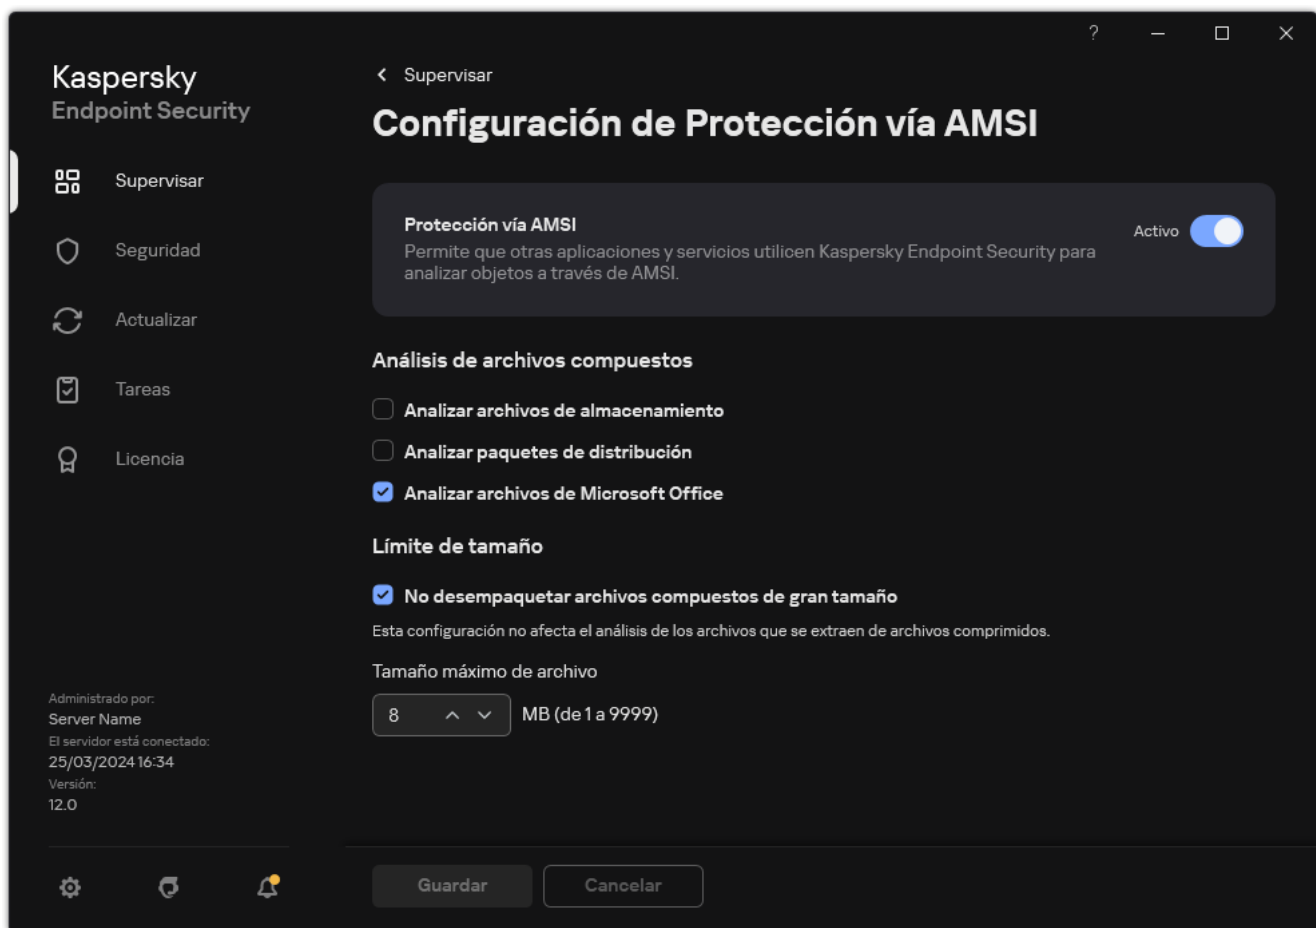 ?
Kaspersky
Endpoint Security
Supervisar
Seguridad
Actualizar
Tareas
Licencia
Administrado por:
Server Name
El servidor está conectado:
25/03/2024 16:34
Versión:
12.0
Supervisar
Configuración de Protección vía AMSI
Protección vía AMSI
Activo
Permite que otras aplicaciones y servicios utilicen Kaspersky Endpoint Security para
analizar objetos a través de AMSI.
Análisis de archivos compuestos
Analizar archivos de almacenamiento
Analizar paquetes de distribución
Analizar archivos de Microsoft Office
Límite de tamaño
No desempaquetar archivos compuestos de gran tamaño
Esta configuración no afecta el análisis de los archivos que se extraen de archivos comprimidos.
Tamaño máximo de archivo
8 MB (de 1 a 9999)
Guardar
Cancelar